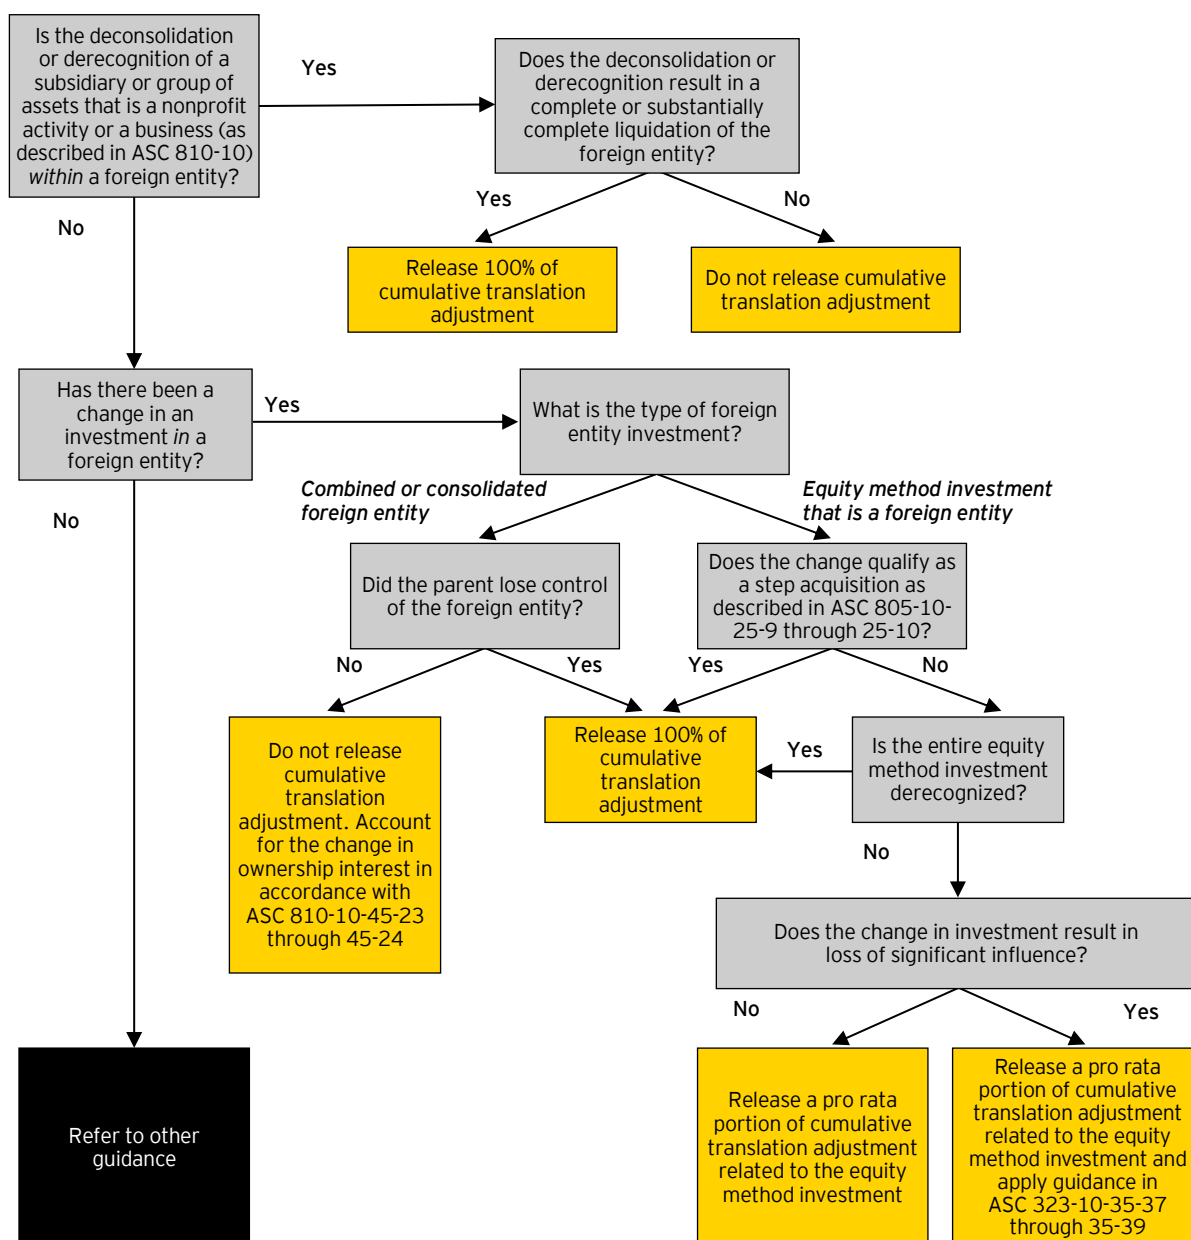 Is the deconsolidation
or derecognition of a
subsidiary or group of
assets that is a nonprofit
activity or a business (as
described in ASC 810-10)
within a foreign entity?
Yes
Does the deconsolidation or
derecognition result in a
complete or substantially
complete liquidation of the
foreign entity?
No
Yes
No
Release 100% of
cumulative translation
adjustment
Do not release cumulative
translation adjustment
Has there been a
change in an
investment in a
foreign entity?
Yes
What is the type of foreign
entity investment?
No
Combined or consolidated
foreign entity
Equity method investment
that is a foreign entity
Did the parent lose control
of the foreign entity?
Does the change qualify as
a step acquisition as
described in ASC 805-10-
25-9 through 25-10?
No
Yes
Yes
No
Do not release
cumulative
translation
adjustment. Account
for the change in
ownership interest in
accordance with
ASC 810-10-45-23
through 45-24
Release 100% of
cumulative
translation
adjustment
Yes
Is the entire equity
method investment
derecognized?
No
Does the change in investment result in
loss of significant influence?
No
Yes
Refer to other
guidance
Release a pro rata
portion of cumulative
translation adjustment
related to the equity
method investment
Release a pro rata
portion of cumulative
translation adjustment
related to the equity
method investment and
apply guidance in
ASC 323-10-35-37
through 35-39